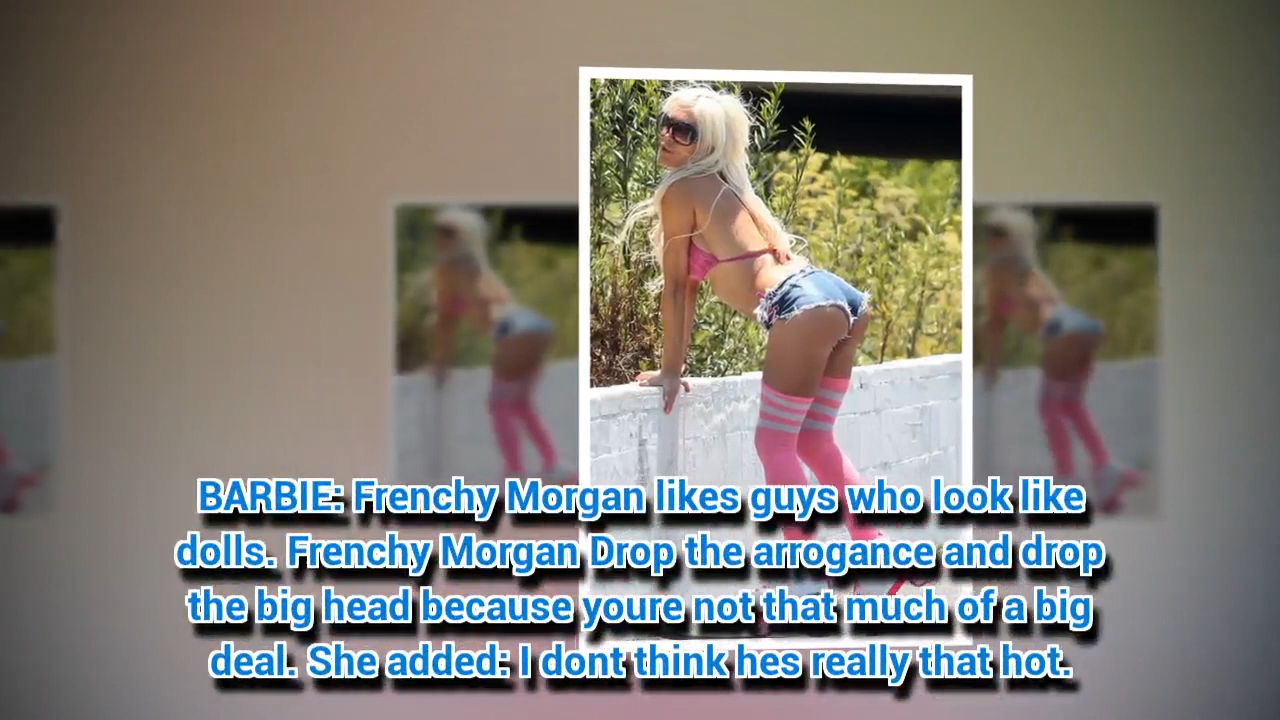 BARBIE: Frenchy Morgan likes guys who look like
dolls. Frenchy Morgan Drop the arrogance and drop
the big head because youre not that much of a big
deal. She added: I dont think hes really that hot.